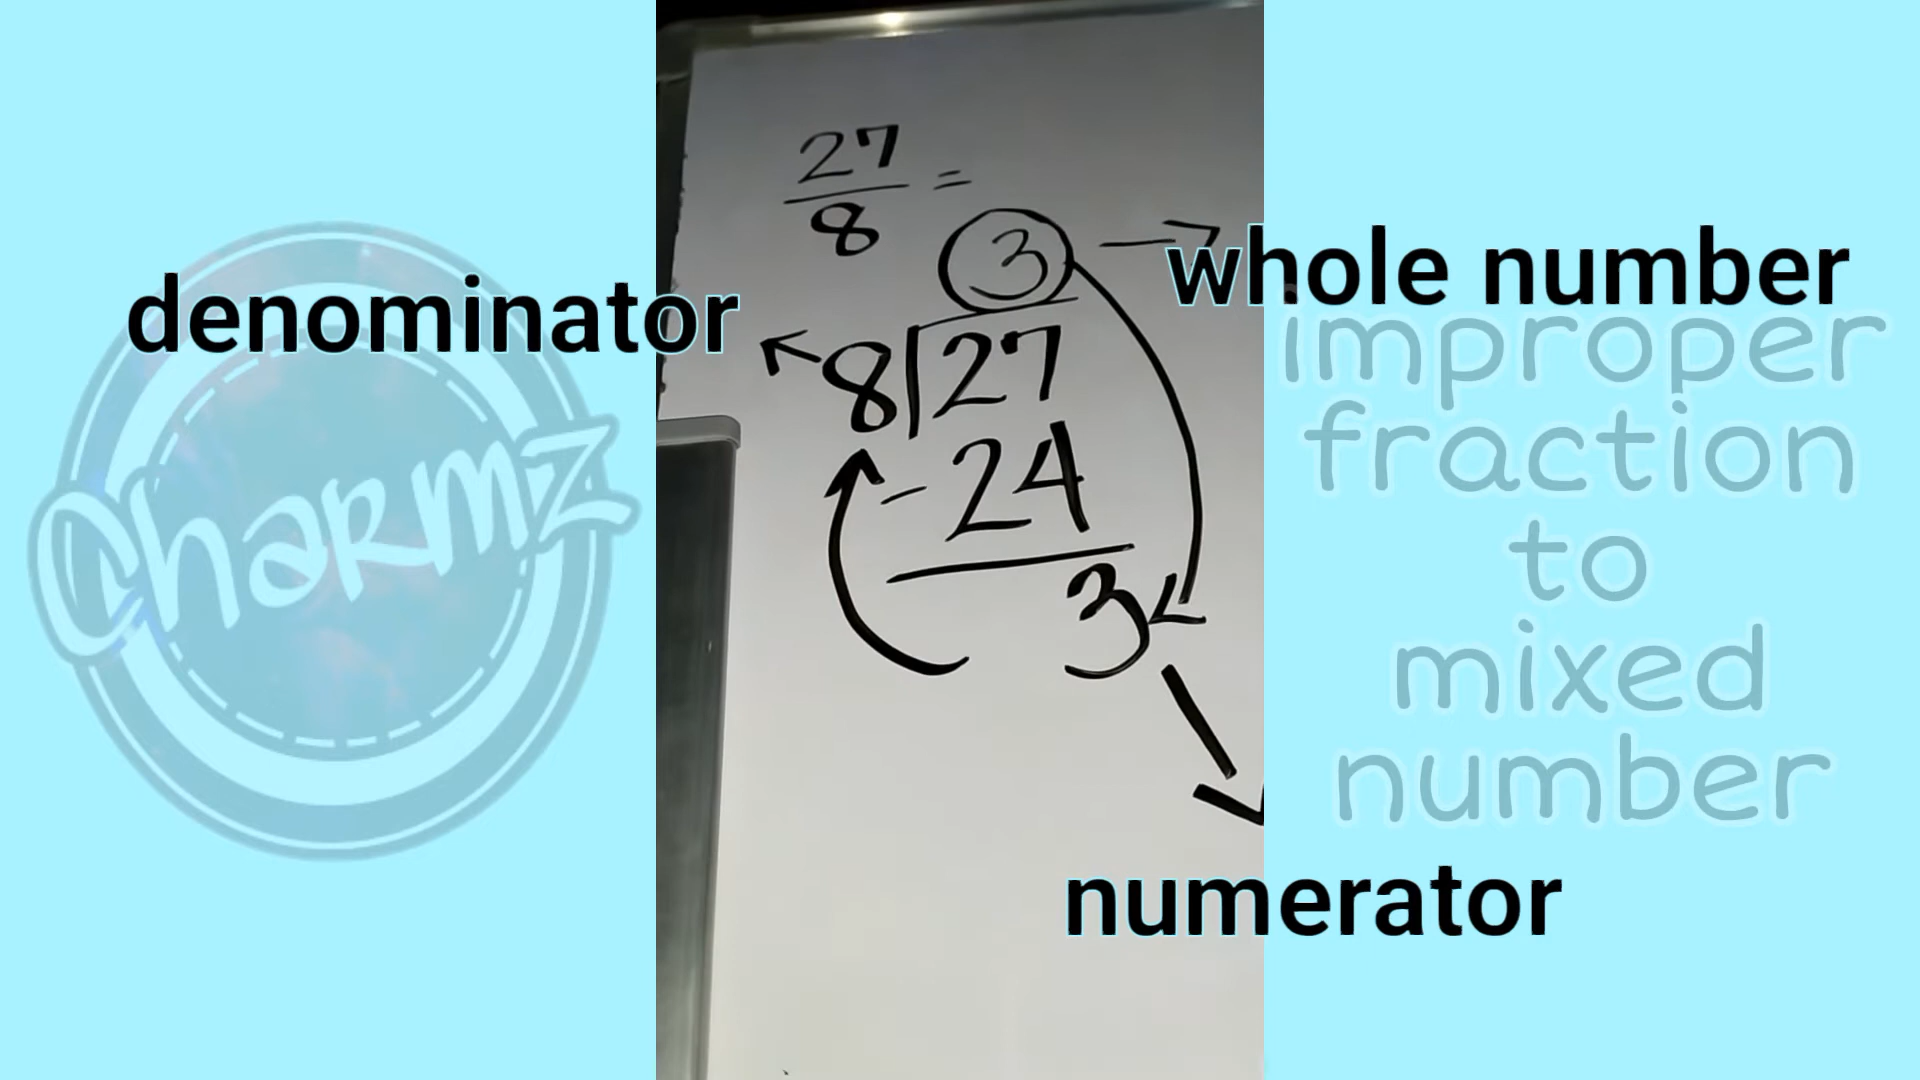 27
8 =
3
whole number
denominator
8 27
- 24
3
numerator
Charmz
improper
fraction
to
mixed
number